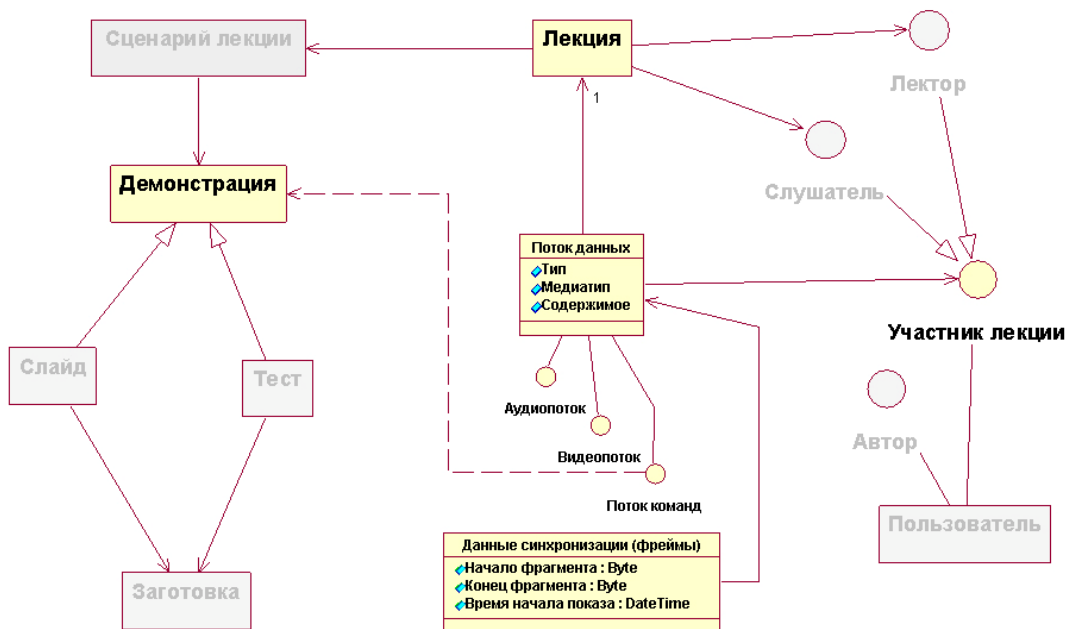 Сценарий лекции
Лекция
1
Лектор
Демонстрация
Слушатель
Поток данных
Тип
Медиатип
Содержимое
Участник лекции
Слайд
Тест
Аудиопоток
Автор
Видеопоток
Поток команд
Пользователь
Данные синхронизации (фреймы)
Начало фрагмента : Byte
Конец фрагмента : Byte
Время начала показа : DateTime
Заготовка